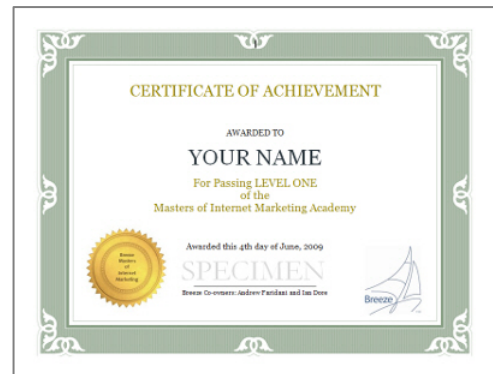 CERTIFICATE OF ACHIEVEMENT
AWARDED TO
YOUR NAME
For Passing LEVEL ONE
of the
Masters of Internet Marketing Academy
Awarded this 4th day of June, 2009
SPECIMEN
Breeze Co-owners: Andrew Faridani and Ian Dove
Breeze
Masters
of
Internet
Marketing
Breeze